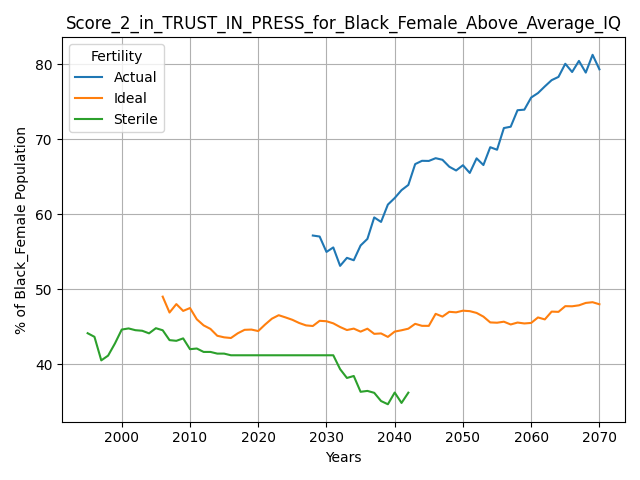 Score_2_in_TRUST_IN_PRESS_for_Black_Female_Above_Average_IQ
Fertility
Actual
Ideal
Sterile
% of Black_Female Population
80
70
60
50
40
2000 2010 2020 2030 2040 2050 2060 2070
Years